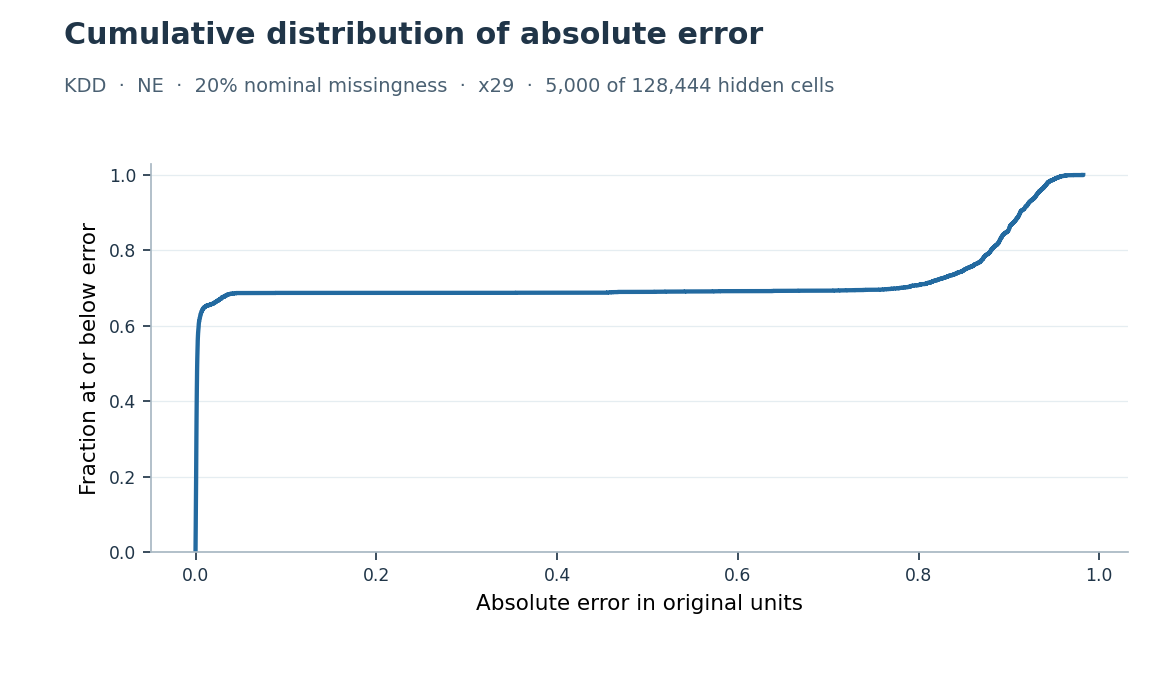 Cumulative distribution of absolute error
KDD · NE · 20% nominal missingness · x29 · 5,000 of 128,444 hidden cells
1.0
0.8
0.6
0.4
0.2
0.0
Fraction at or below error
0.0 0.2 0.4 0.6 0.8 1.0
Absolute error in original units